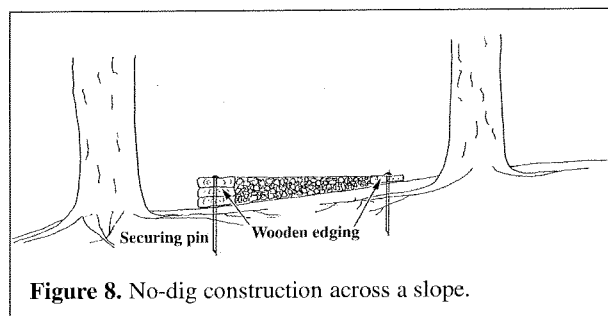 Securing pin
Wooden edging
Figure 8. No-dig construction across a slope.